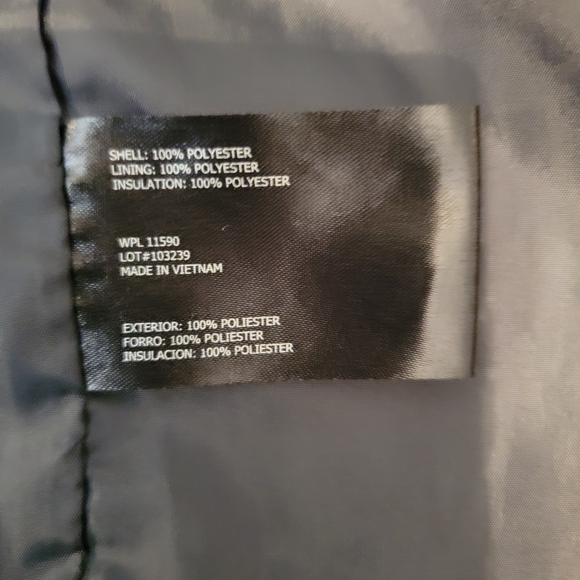 SHELL: 100% POLYESTER
LINING: 100% POLYESTER
INSULATION: 100% POLYESTER
WPL 11590
LOT#103239
MADE IN VIETNAM
EXTERIOR: 100% POLIESTER
FORRO: 100% POLIESTER
INSULACION: 100% POLIESTER